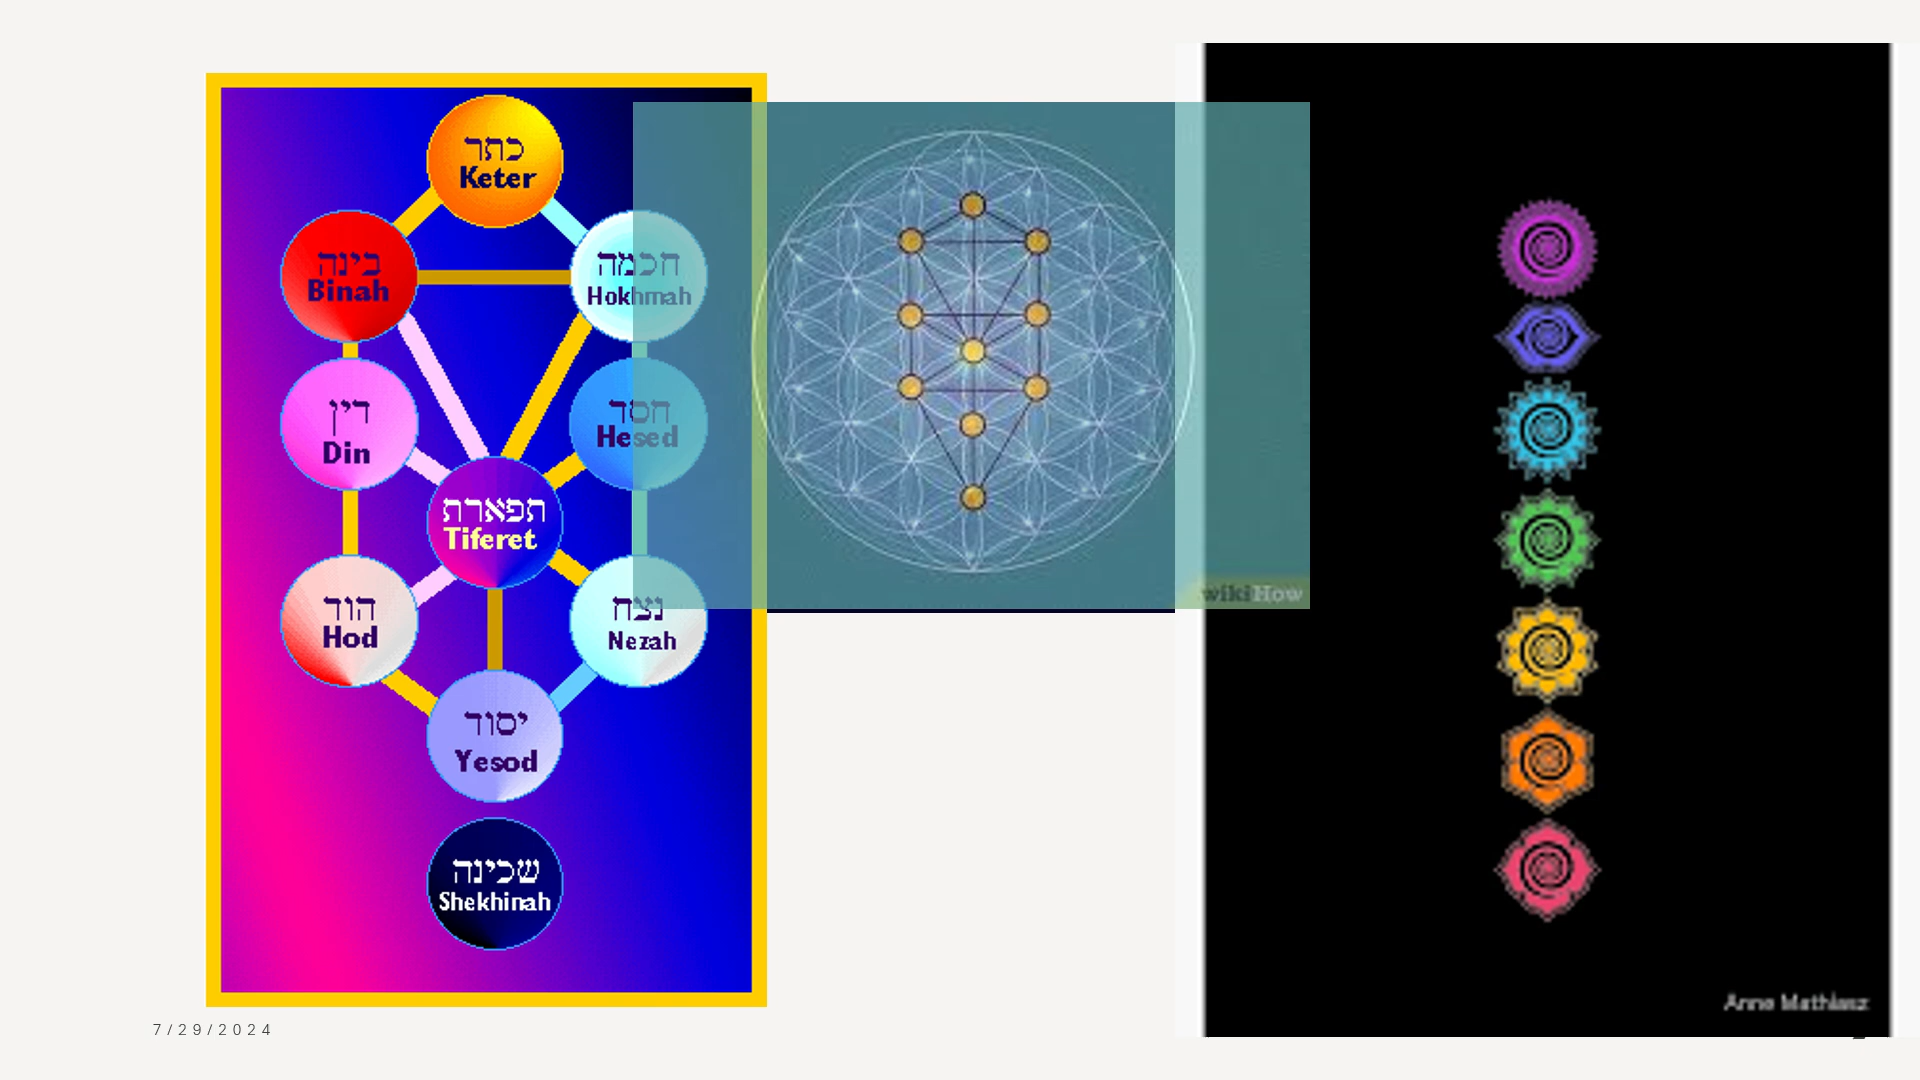 כתר
Keter
בינה
Binah
חכמה
Hokhmah
דין
Din
חסד
Hesed
תפארת
Tiferet
הוד
Hod
נצח
Nezah
יסוד
Yesod
שכינה
Shekhinah
7/29/2024
wikiHow
Anne Mathiasz